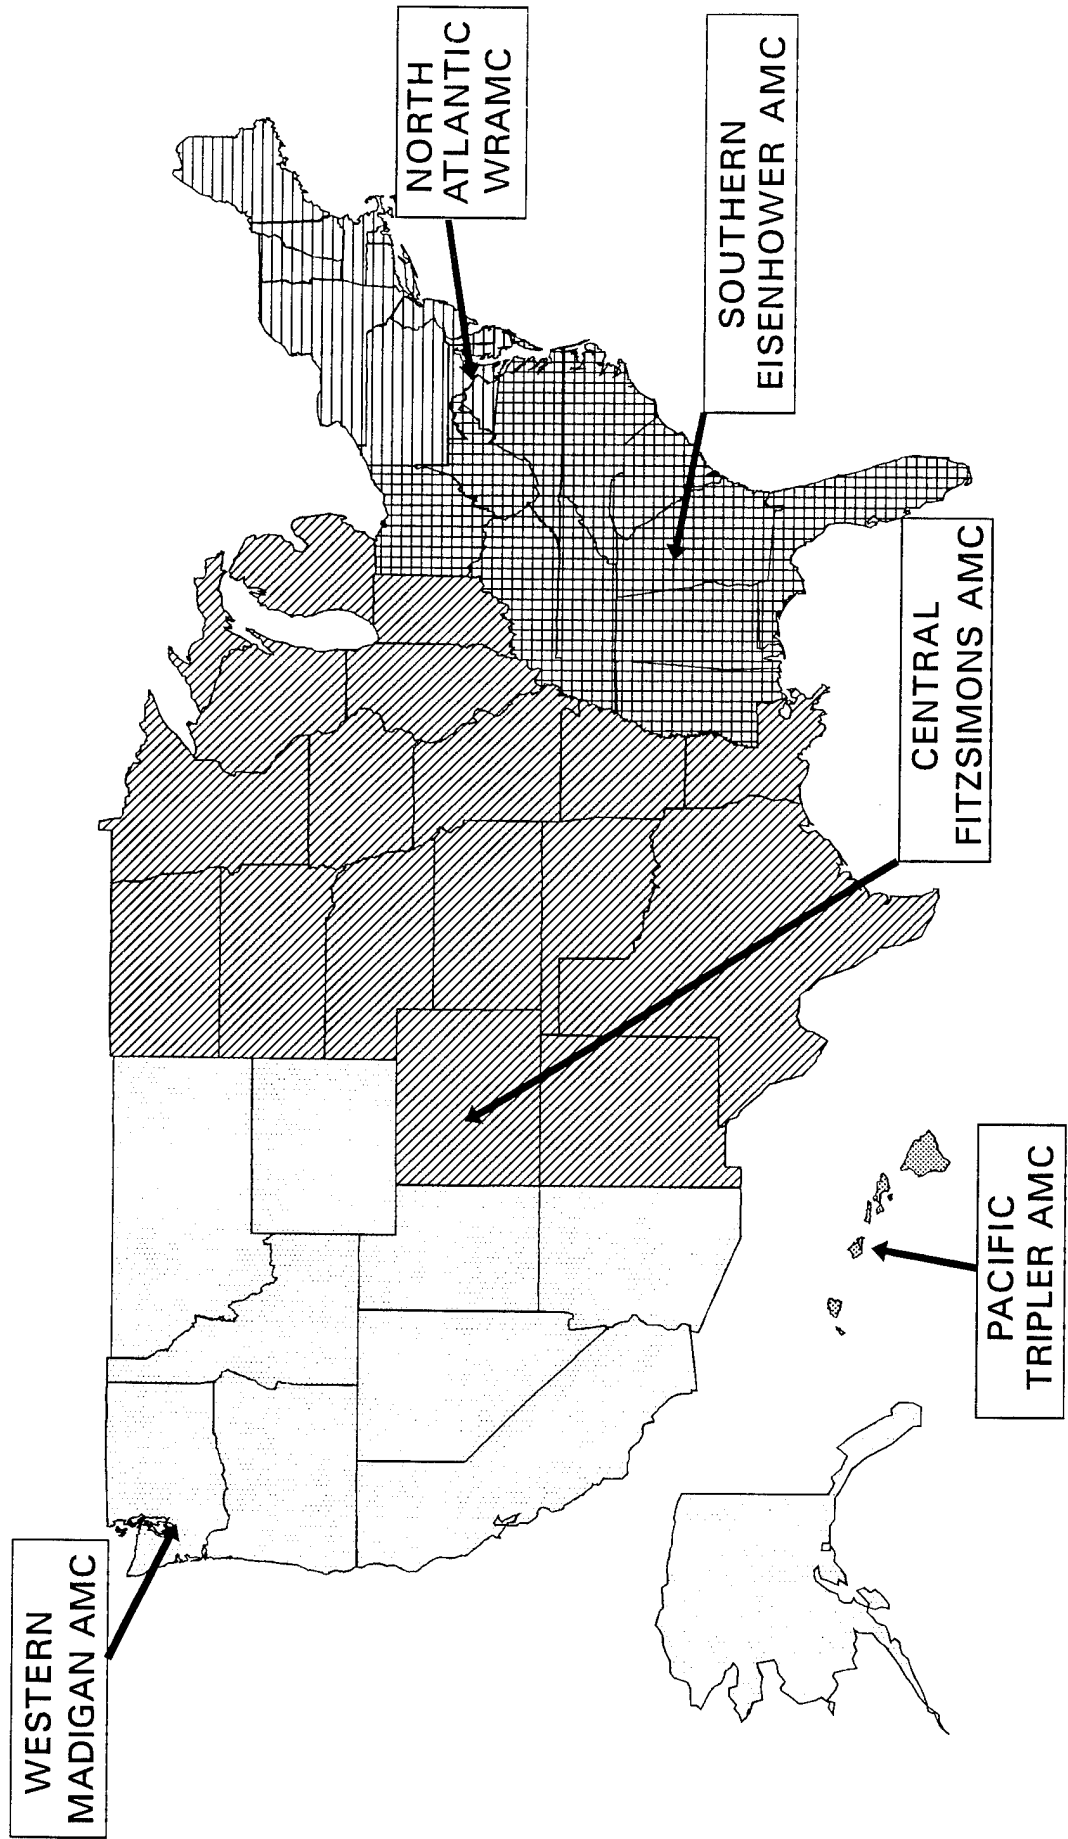 WESTERN
MADIGAN AMC
PACIFIC
TRIPLER AMC
CENTRAL
FITZSIMONS AMC
SOUTHERN
EISENHOWER AMC
NORTH
ATLANTIC
WRAMC